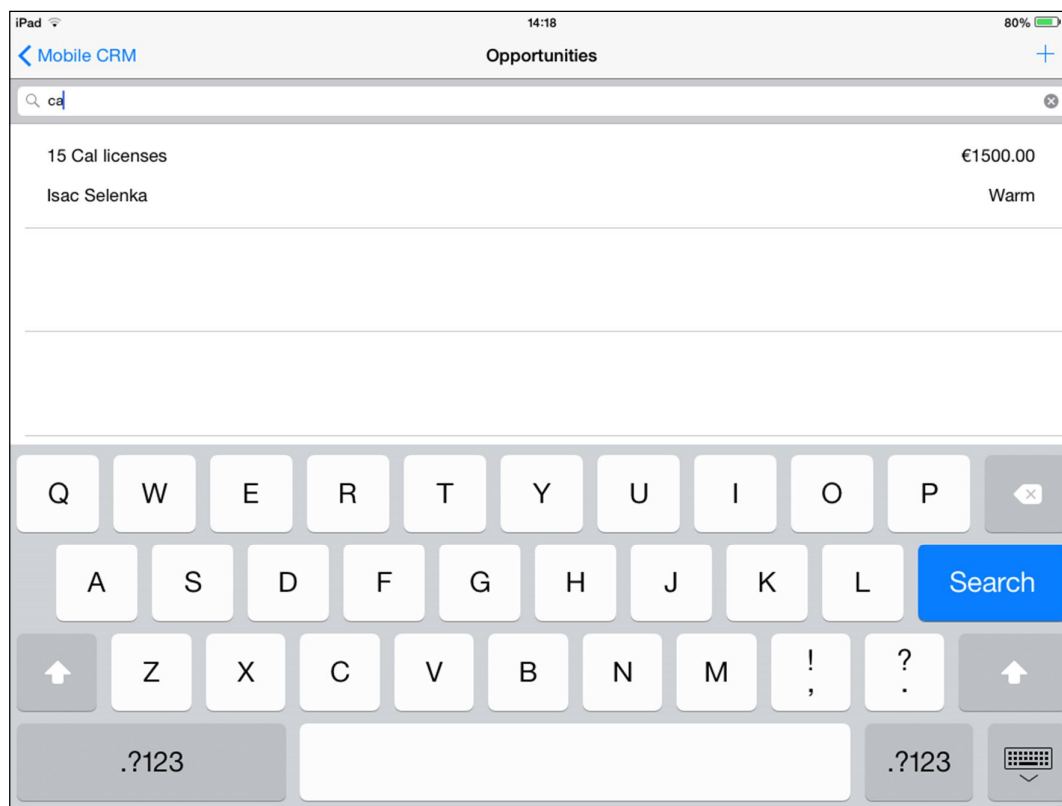 iPad 14:18 80%
Mobile CRM Opportunities +
ca
15 Cal licenses €1500.00
Isac Selenka Warm
Q W E R T Y U I O P
A S D F G H J K L Search
Z X C V B N M ! , ? .
.?123 .?123